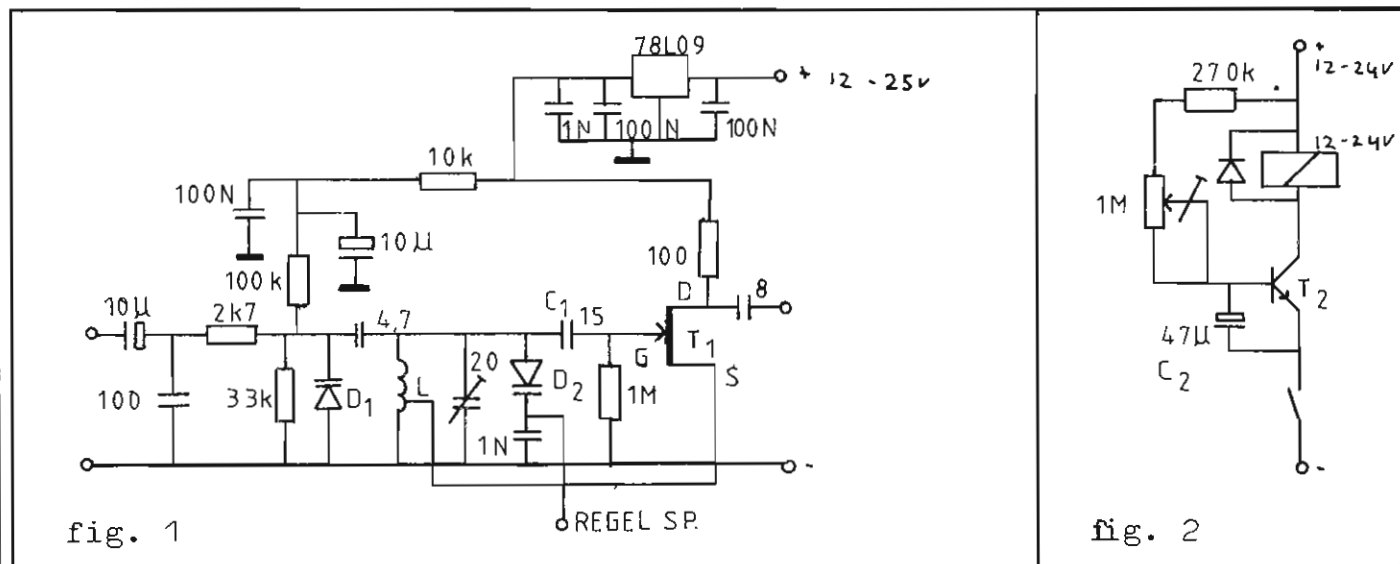 78L09
+ 12-25V
1N
100N
100N
10k
100N
10µ
100
100k
D
8
10µ
2k7
4,7
C1
15
G
T1
S
L
20
D2
1M
100
33k
D1
1N
-
REGEL SP.
fig. 1
+
12-24V
270k
12-24V
1M
T2
47µ
C2
-
fig. 2